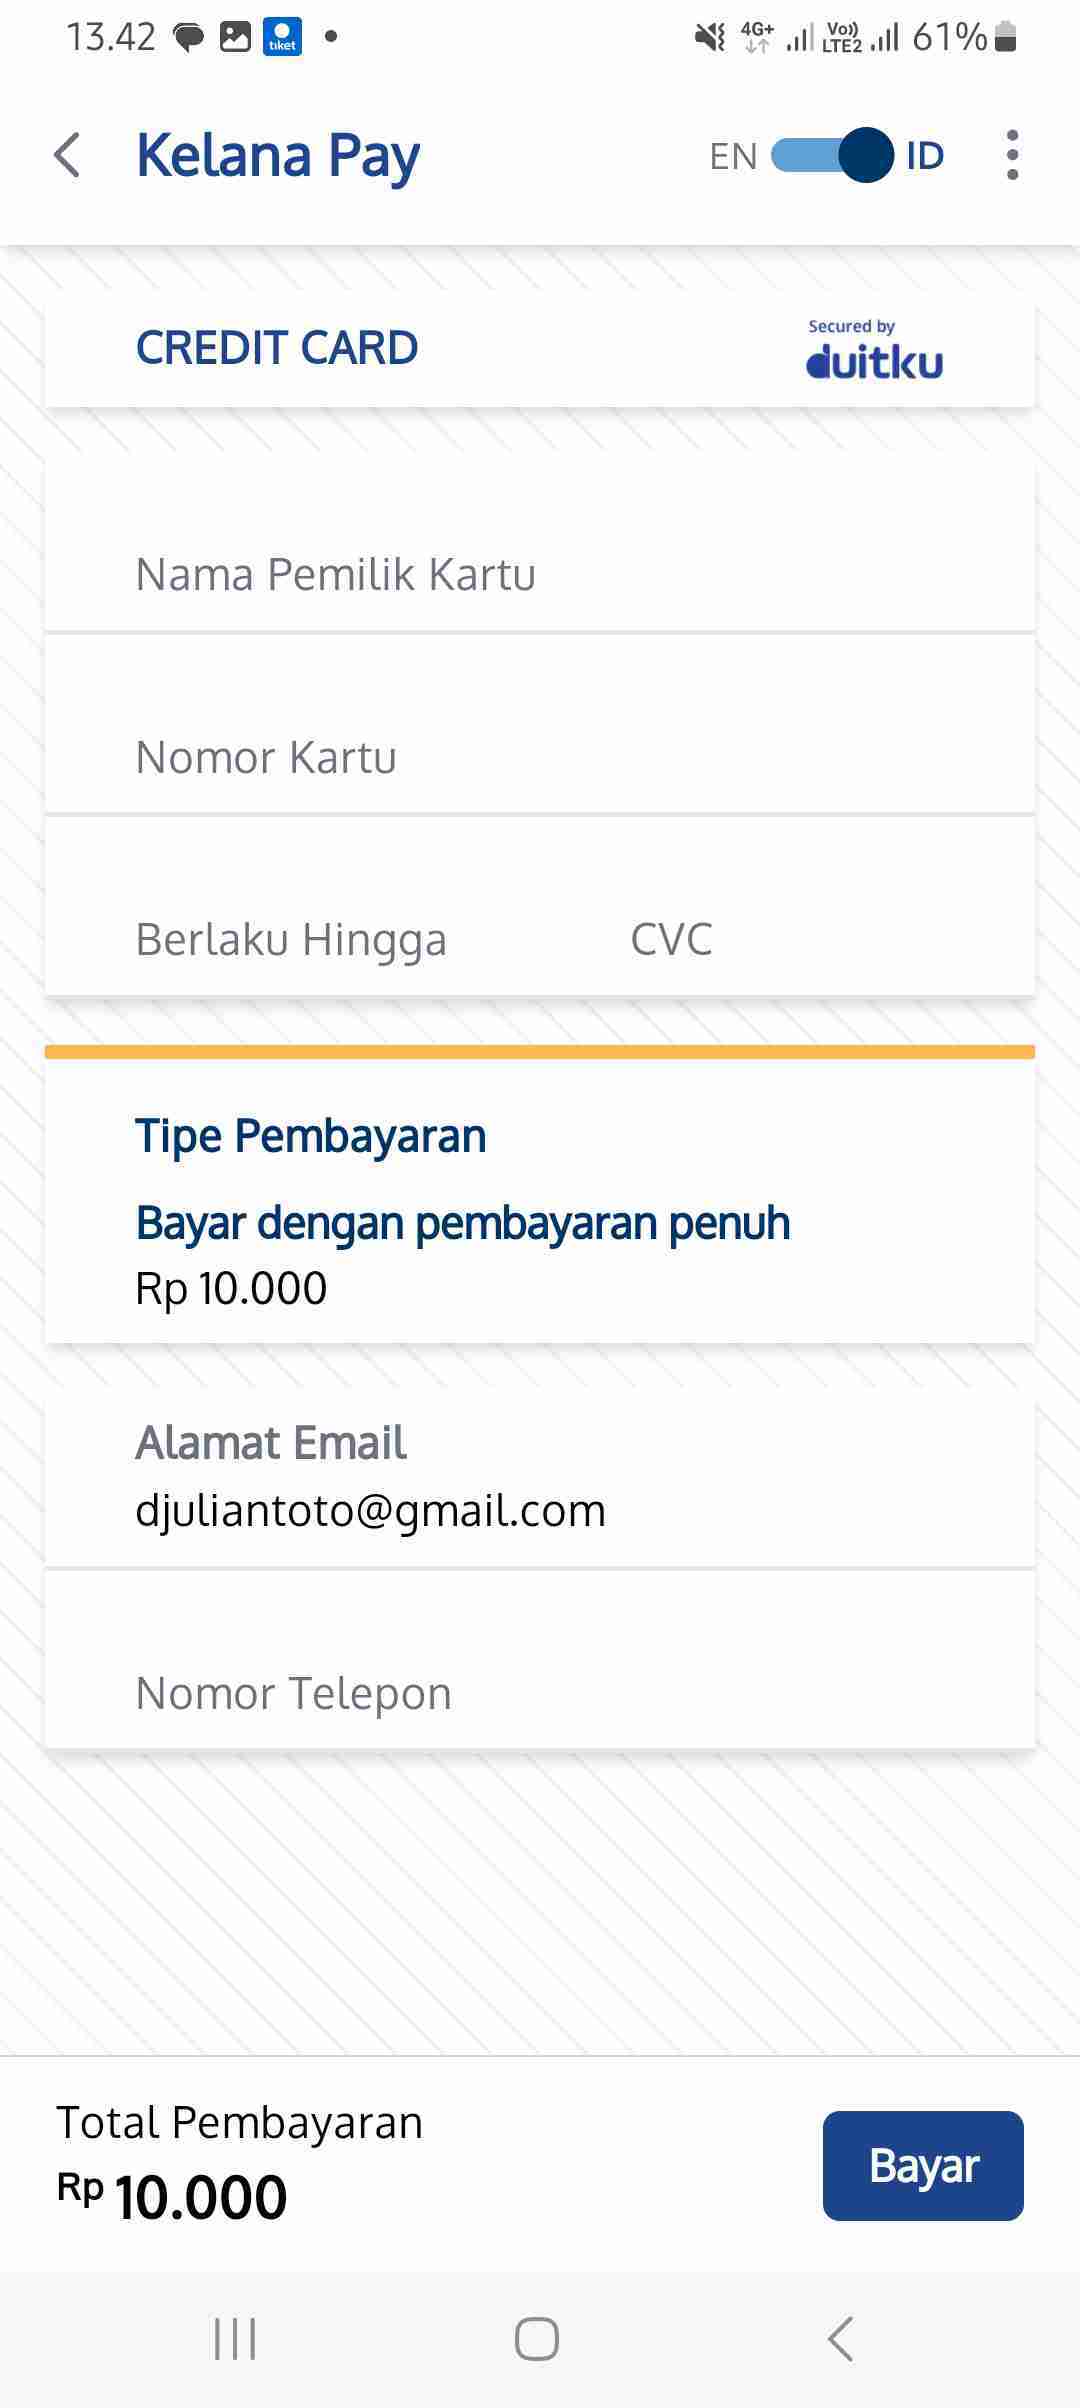 13.42
tiket
4G+
Vo))
LTE2
61%
Kelana Pay
EN
ID
CREDIT CARD
Secured by
duitku
Nama Pemilik Kartu
Nomor Kartu
Berlaku Hingga
CVC
Tipe Pembayaran
Bayar dengan pembayaran penuh
Rp 10.000
Alamat Email
djuliantoto@gmail.com
Nomor Telepon
Total Pembayaran
Rp 10.000
Bayar